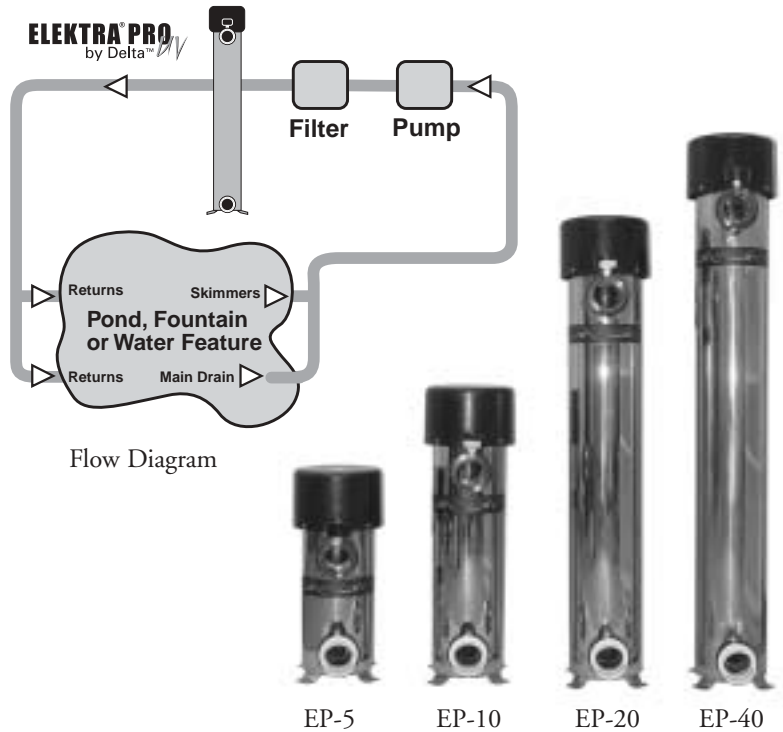 ELEKTRA® PRO UV
by Delta™
Filter
Pump
Returns
Skimmers
Pond, Fountain
or Water Feature
Returns
Main Drain
Flow Diagram
EP-5
EP-10
EP-20
EP-40